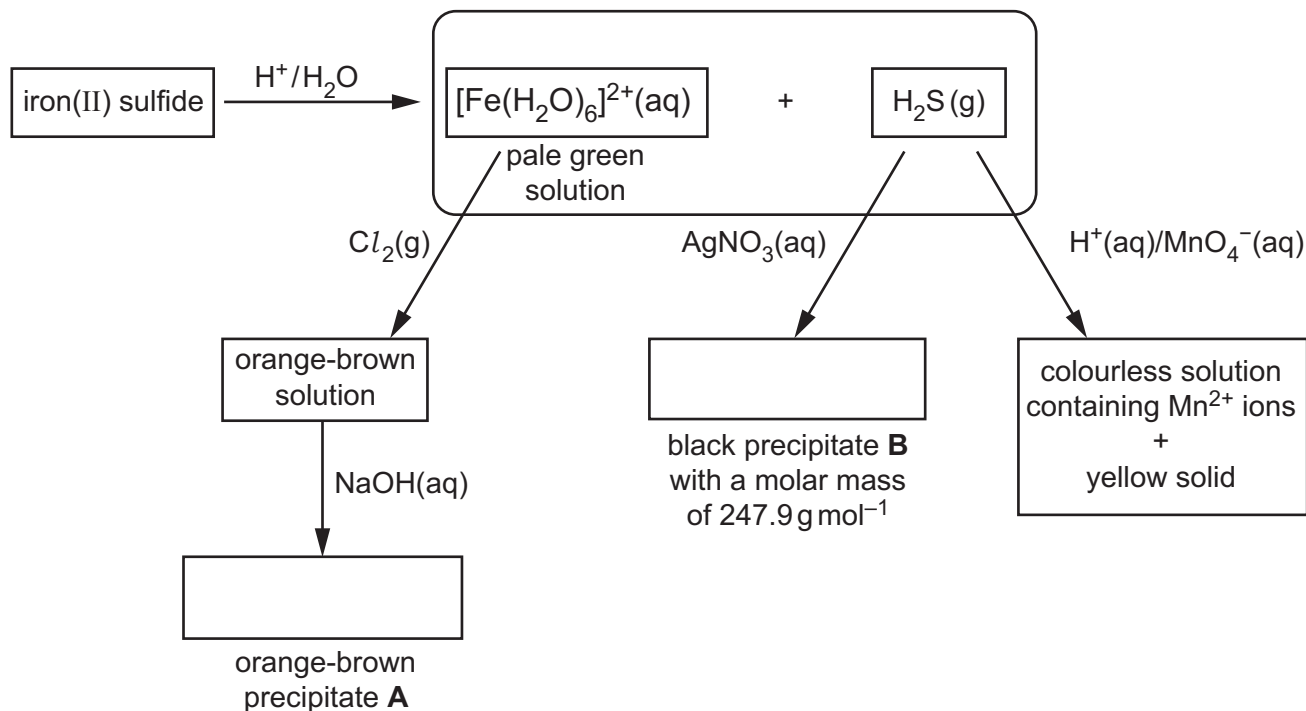 iron(II) sulfide
H⁺/H₂O
[Fe(H₂O)₆]²⁺(aq)
+
H₂S(g)
pale green
solution
Cl₂(g)
AgNO₃(aq)
H⁺(aq)/MnO₄⁻(aq)
orange-brown
solution
NaOH(aq)
orange-brown
precipitate A
black precipitate B
with a molar mass
of 247.9 g mol⁻¹
colourless solution
containing Mn²⁺ ions
+
yellow solid